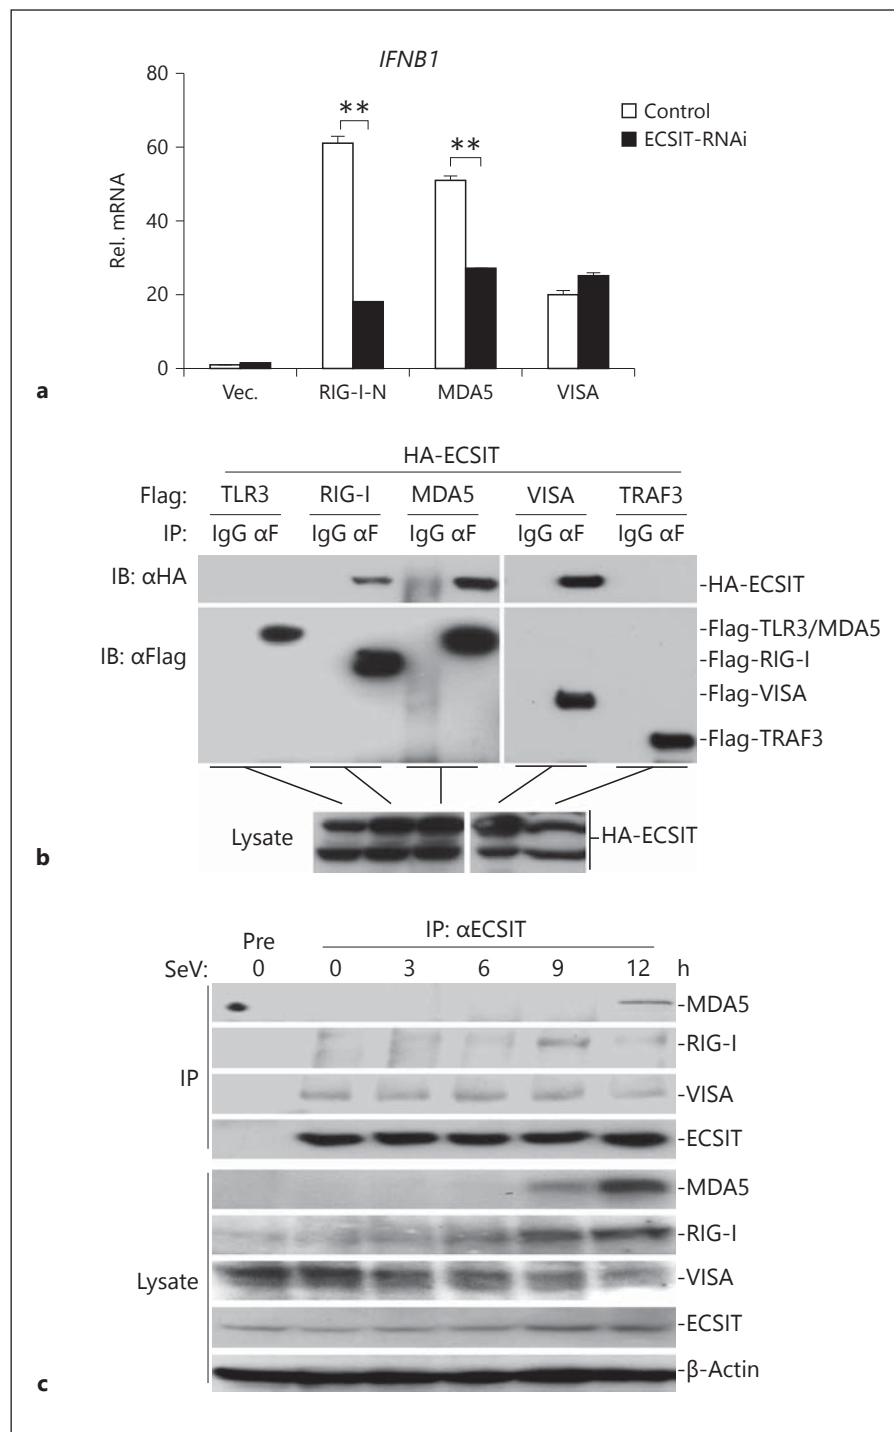 IFNB1
80
60
40
20
0
Rel. mRNA
**
**
Control
ECSIT-RNAi
Vec. RIG-I-N MDA5 VISA
a
HA-ECSIT
Flag: TLR3 RIG-I MDA5 VISA TRAF3
IP: IgG αF IgG αF IgG αF IgG αF IgG αF
IB: αHA -HA-ECSIT
IB: αFlag -Flag-TLR3/MDA5
-Flag-RIG-I
-Flag-VISA
-Flag-TRAF3
Lysate -HA-ECSIT
b
Pre IP: αECSIT
SeV: 0 0 3 6 9 12 h
IP
-MDA5
-RIG-I
-VISA
-ECSIT
Lysate
-MDA5
-RIG-I
-VISA
-ECSIT
-β-Actin
c